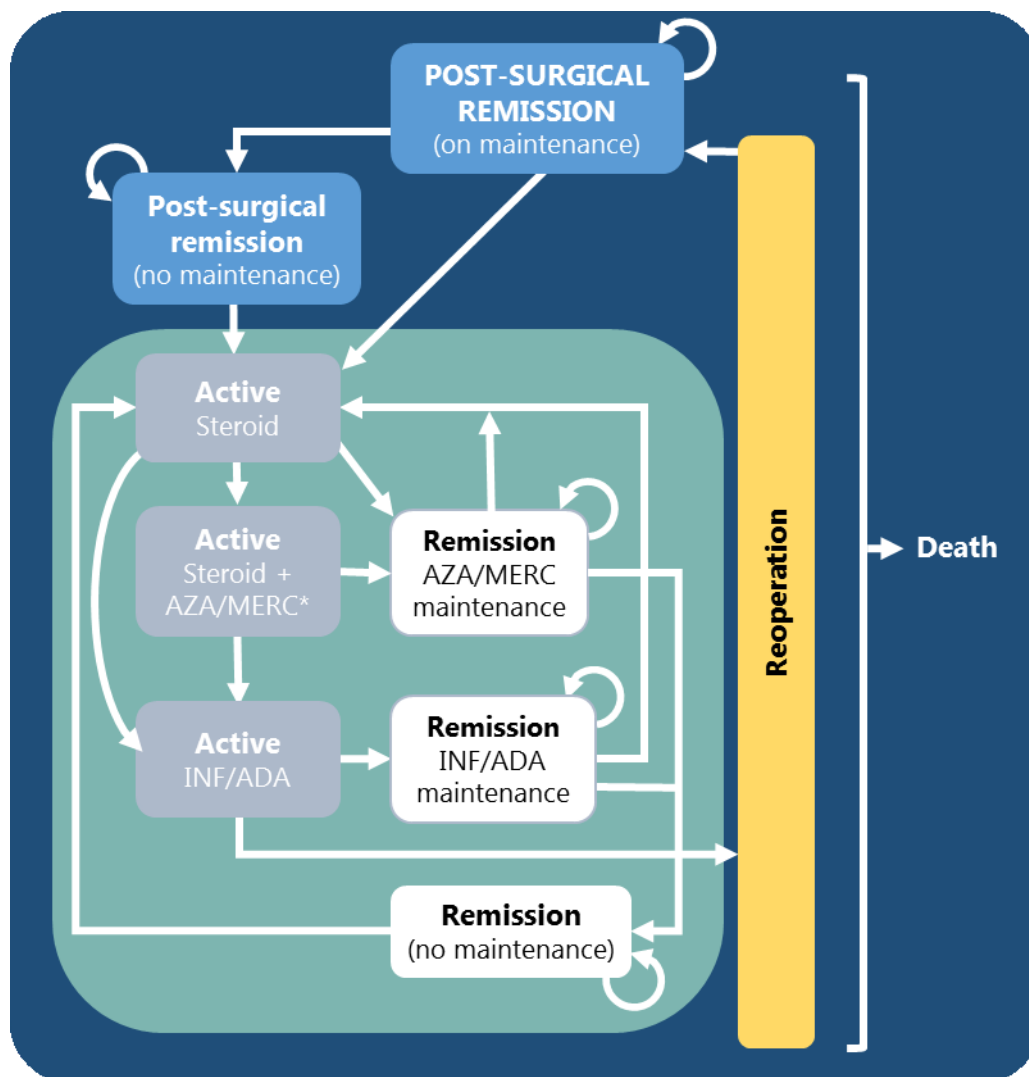 POST-SURGICAL
REMISSION
(on maintenance)
Post-surgical
remission
(no maintenance)
Active
Steroid
Active
Steroid +
AZA/MERC*
Remission
AZA/MERC
maintenance
Active
INF/ADA
Remission
INF/ADA
maintenance
Remission
(no maintenance)
Reoperation
Death